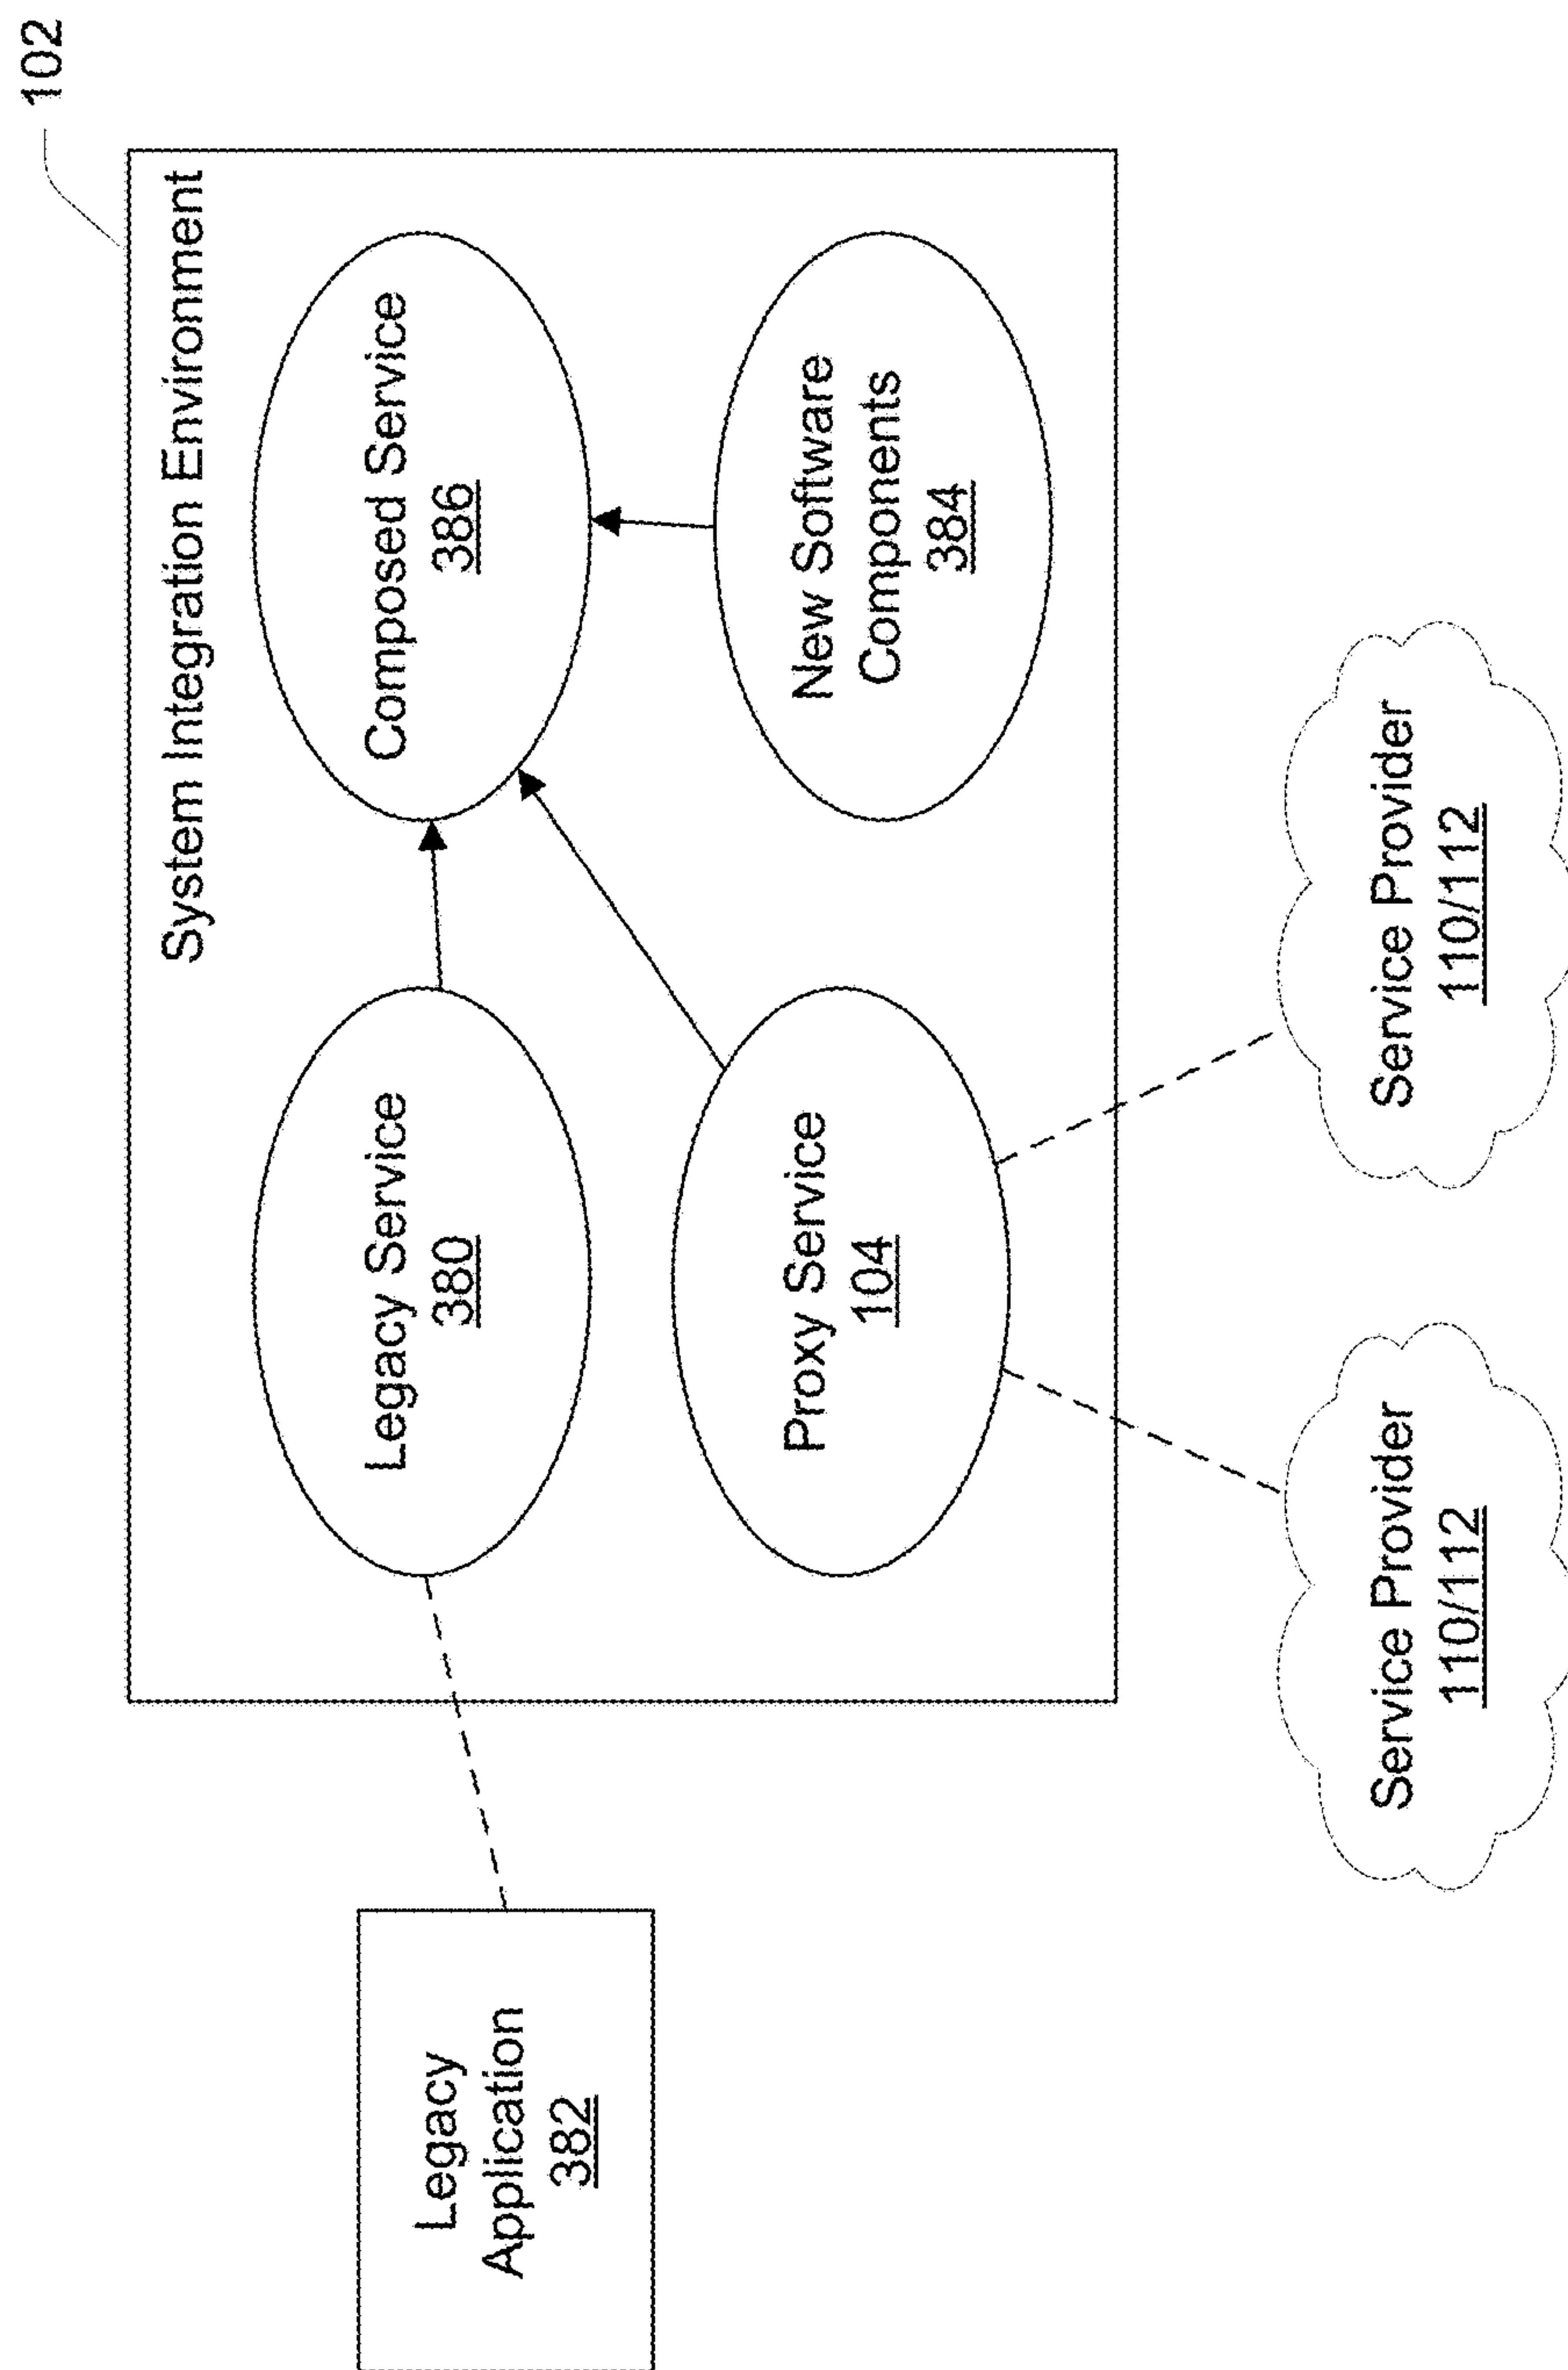 102
System Integration Environment
Legacy Service
380
Composed Service
386
Legacy
Application
382
Proxy Service
104
New Software
Components
384
Service Provider
110/112
Service Provider
110/112